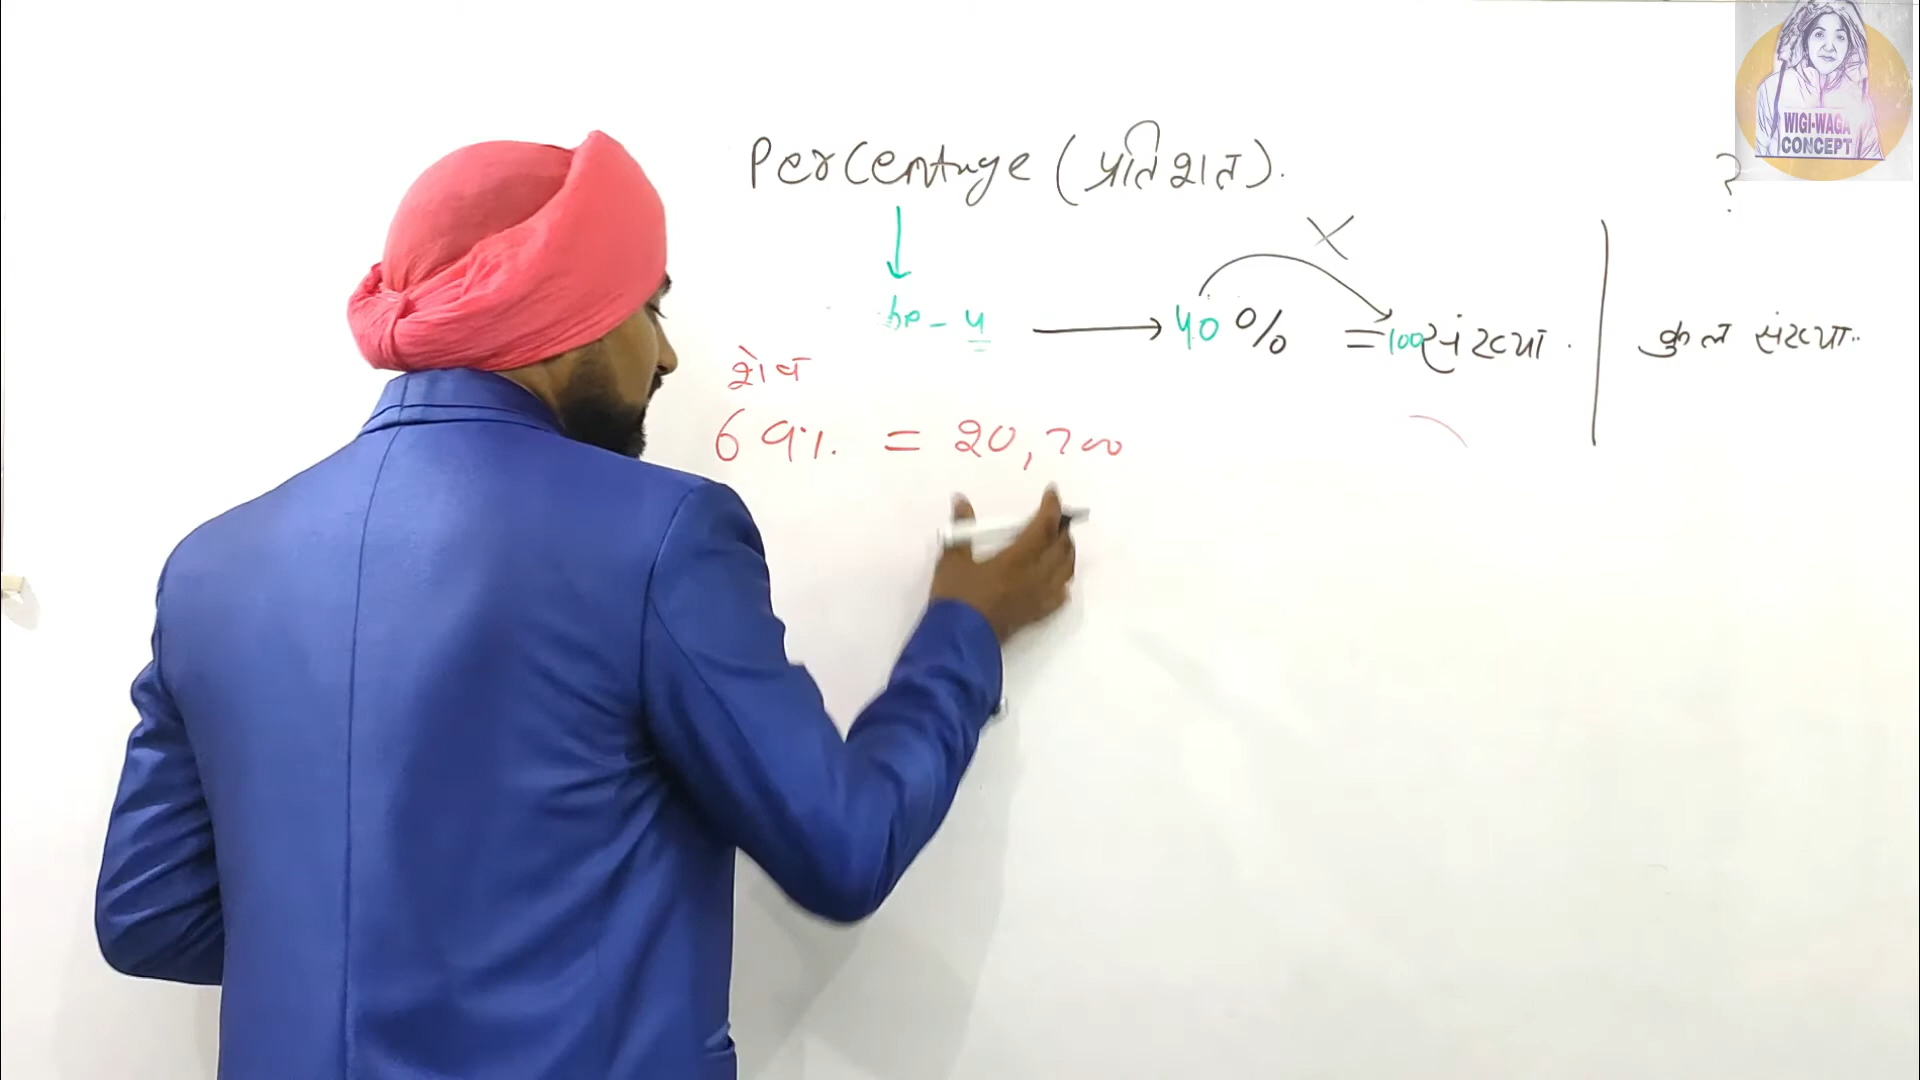 Percentage (प्रतिशत).
?
X
40 % = 100 संख्या .
कुल संख्या..
शेष
69% = 20,700
WIGI-WAGA
CONCEPT